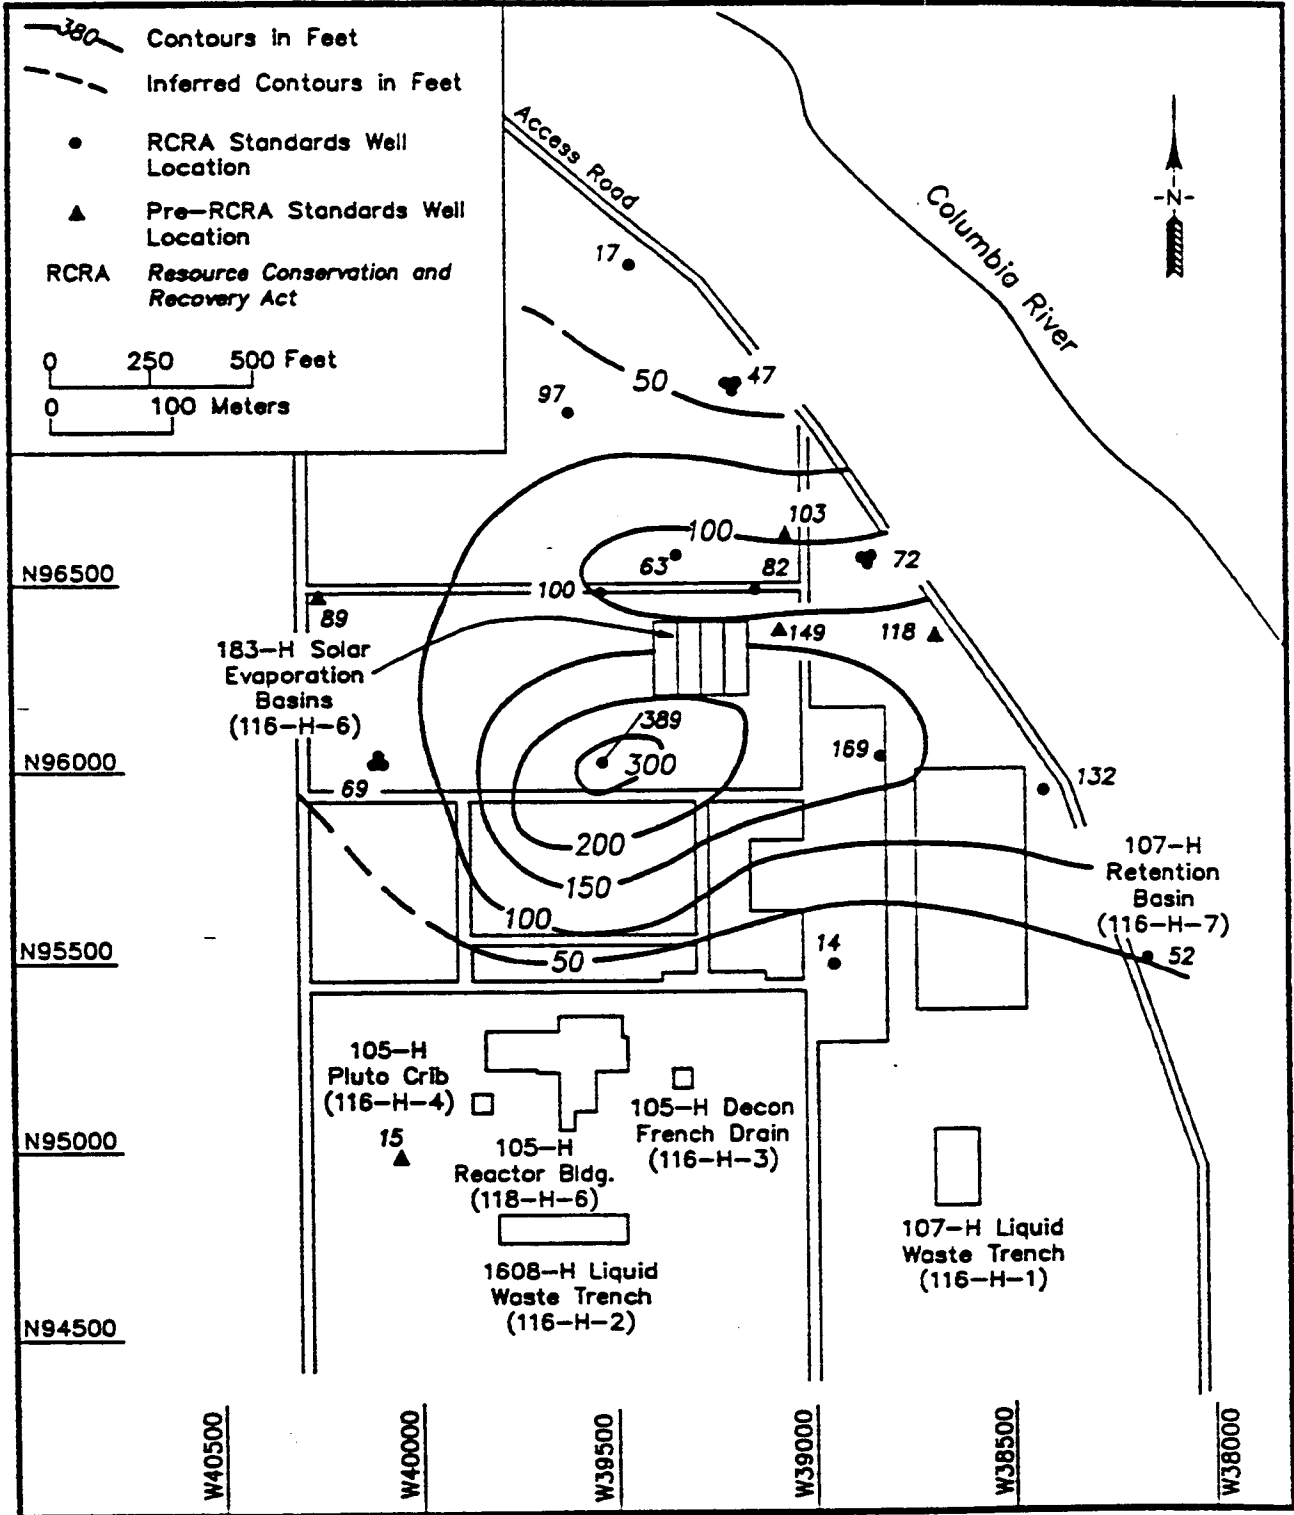 380
Contours in Feet
Inferred Contours in Feet
RCRA Standards Well
Location
Pre-RCRA Standards Well
Location
RCRA Resource Conservation and
Recovery Act
0 250 500 Feet
0 100 Meters
Access Road
Columbia River
-N-
17
50
47
97
103
100
63
82
72
N96500
100
89
149
118
183-H Solar
Evaporation
Basins
(116-H-6)
389
300
169
132
N96000
69
200
150
100
50
107-H
Retention
Basin
(116-H-7)
14
52
N95500
105-H
Pluto Crib
(116-H-4)
15
105-H
Reactor Bldg.
(118-H-6)
105-H Decon
French Drain
(116-H-3)
N95000
1608-H Liquid
Waste Trench
(116-H-2)
107-H Liquid
Waste Trench
(116-H-1)
N94500
W40500
W40000
W39500
W39000
W38500
W38000